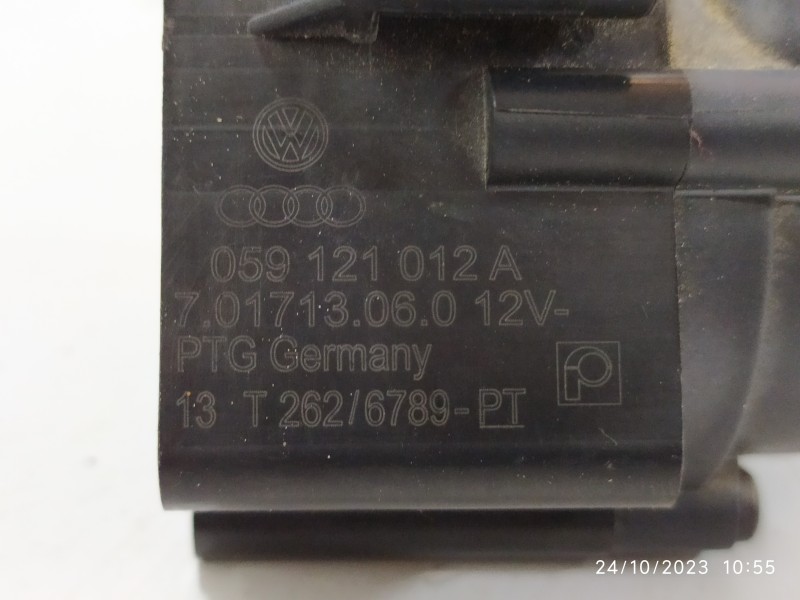 VW
059 121 012 A
7.01713.06.0 12V-
PTG Germany
13 T 262/6789-PT
24/10/2023 10:55